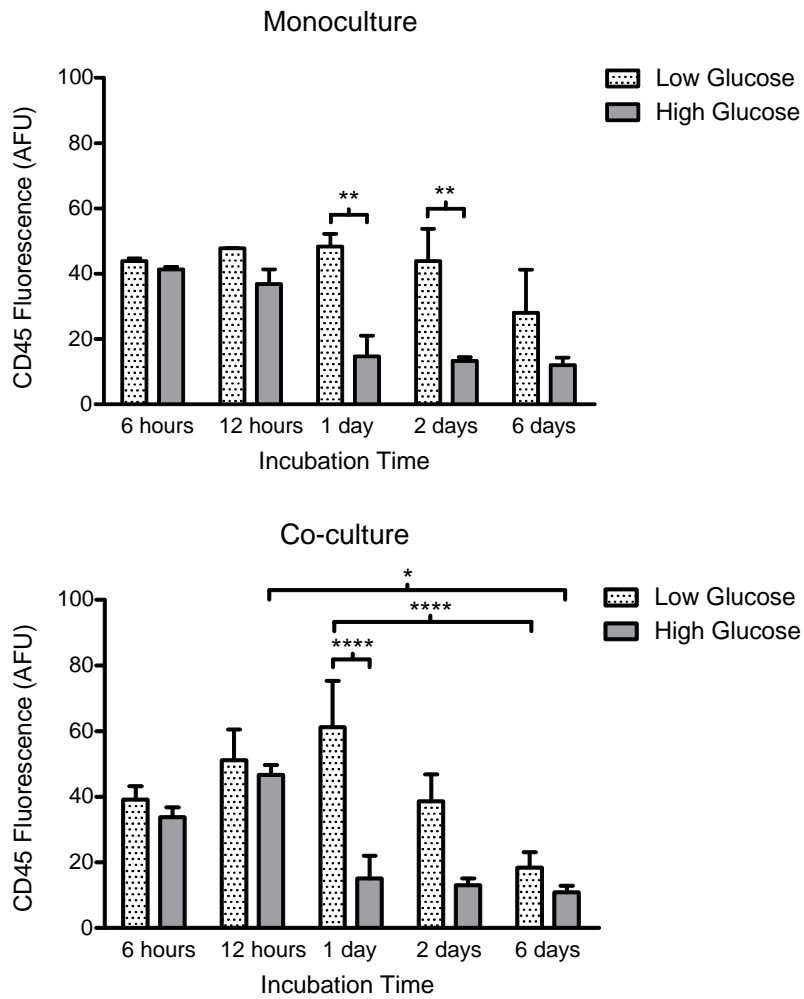 Monoculture
Low Glucose
High Glucose
CD45 Fluorescence (AFU)
100
80
60
40
20
0
** **
6 hours 12 hours 1 day 2 days 6 days
Incubation Time
Co-culture
Low Glucose
High Glucose
CD45 Fluorescence (AFU)
100
80
60
40
20
0
*
****
****
6 hours 12 hours 1 day 2 days 6 days
Incubation Time